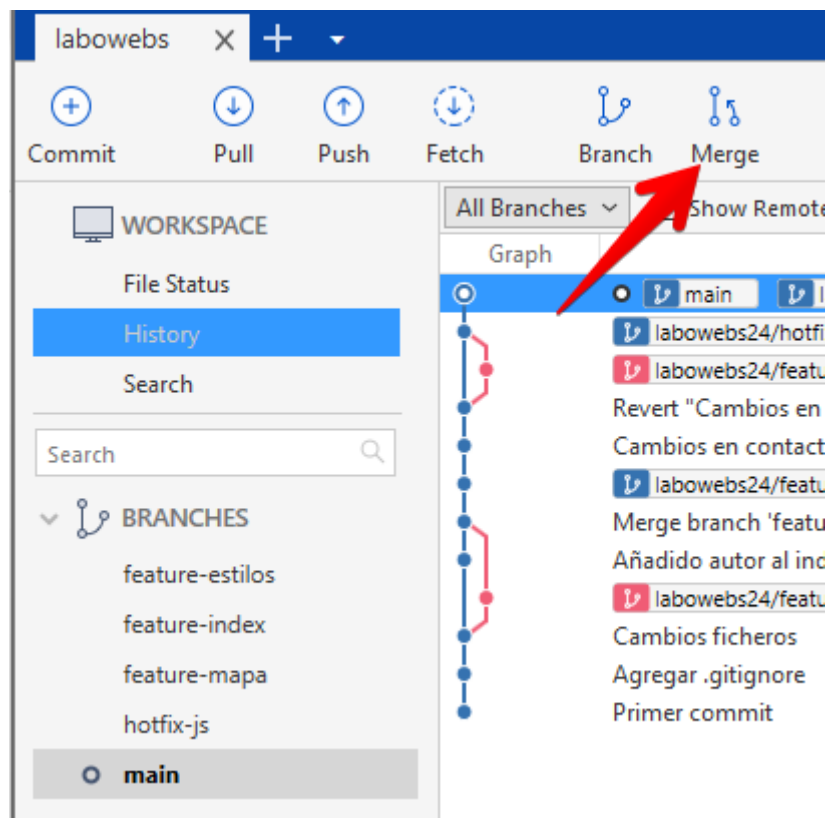 labowebs
Commit Pull Push Fetch Branch Merge
WORKSPACE
File Status
History
Search
Search
BRANCHES
feature-estilos
feature-index
feature-mapa
hotfix-js
main
All Branches Show Remote
Graph
main
labowebs24/hotfi
labowebs24/featu
Revert "Cambios en
Cambios en contact
labowebs24/featu
Merge branch 'featu
Añadido autor al ind
labowebs24/featu
Cambios ficheros
Agregar .gitignore
Primer commit